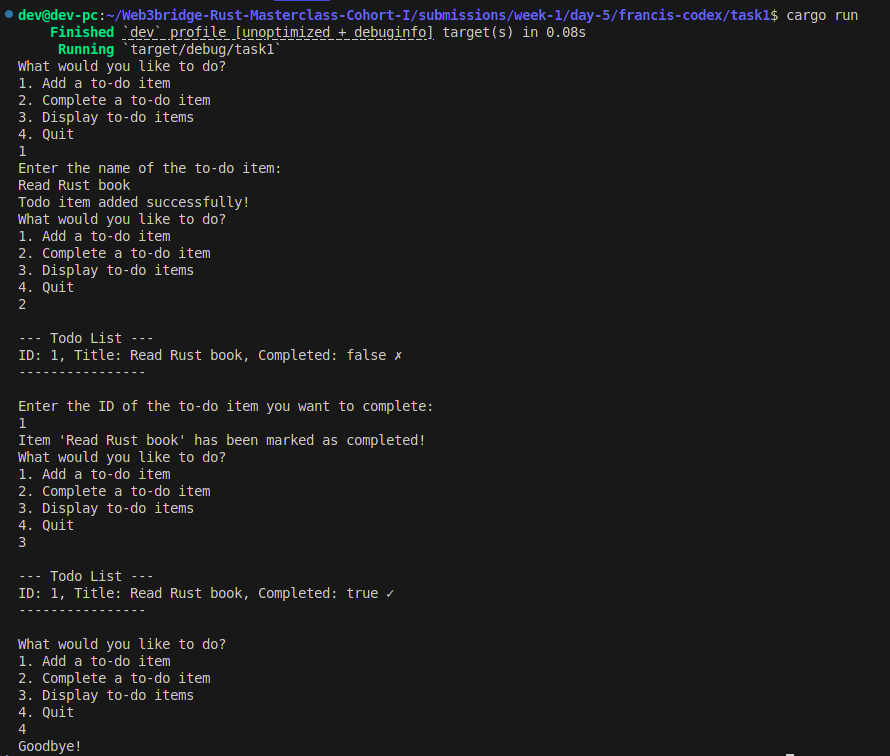 dev@dev-pc:~/Web3bridge-Rust-Masterclass-Cohort-I/submissions/week-1/day-5/francis-codex/task1$ cargo run
    Finished `dev` profile [unoptimized + debuginfo] target(s) in 0.08s
     Running `target/debug/task1`
What would you like to do?
1. Add a to-do item
2. Complete a to-do item
3. Display to-do items
4. Quit
1
Enter the name of the to-do item:
Read Rust book
Todo item added successfully!
What would you like to do?
1. Add a to-do item
2. Complete a to-do item
3. Display to-do items
4. Quit
2

--- Todo List ---
ID: 1, Title: Read Rust book, Completed: false ✗
----------------

Enter the ID of the to-do item you want to complete:
1
Item 'Read Rust book' has been marked as completed!
What would you like to do?
1. Add a to-do item
2. Complete a to-do item
3. Display to-do items
4. Quit
3

--- Todo List ---
ID: 1, Title: Read Rust book, Completed: true ✓
----------------

What would you like to do?
1. Add a to-do item
2. Complete a to-do item
3. Display to-do items
4. Quit
4
Goodbye!